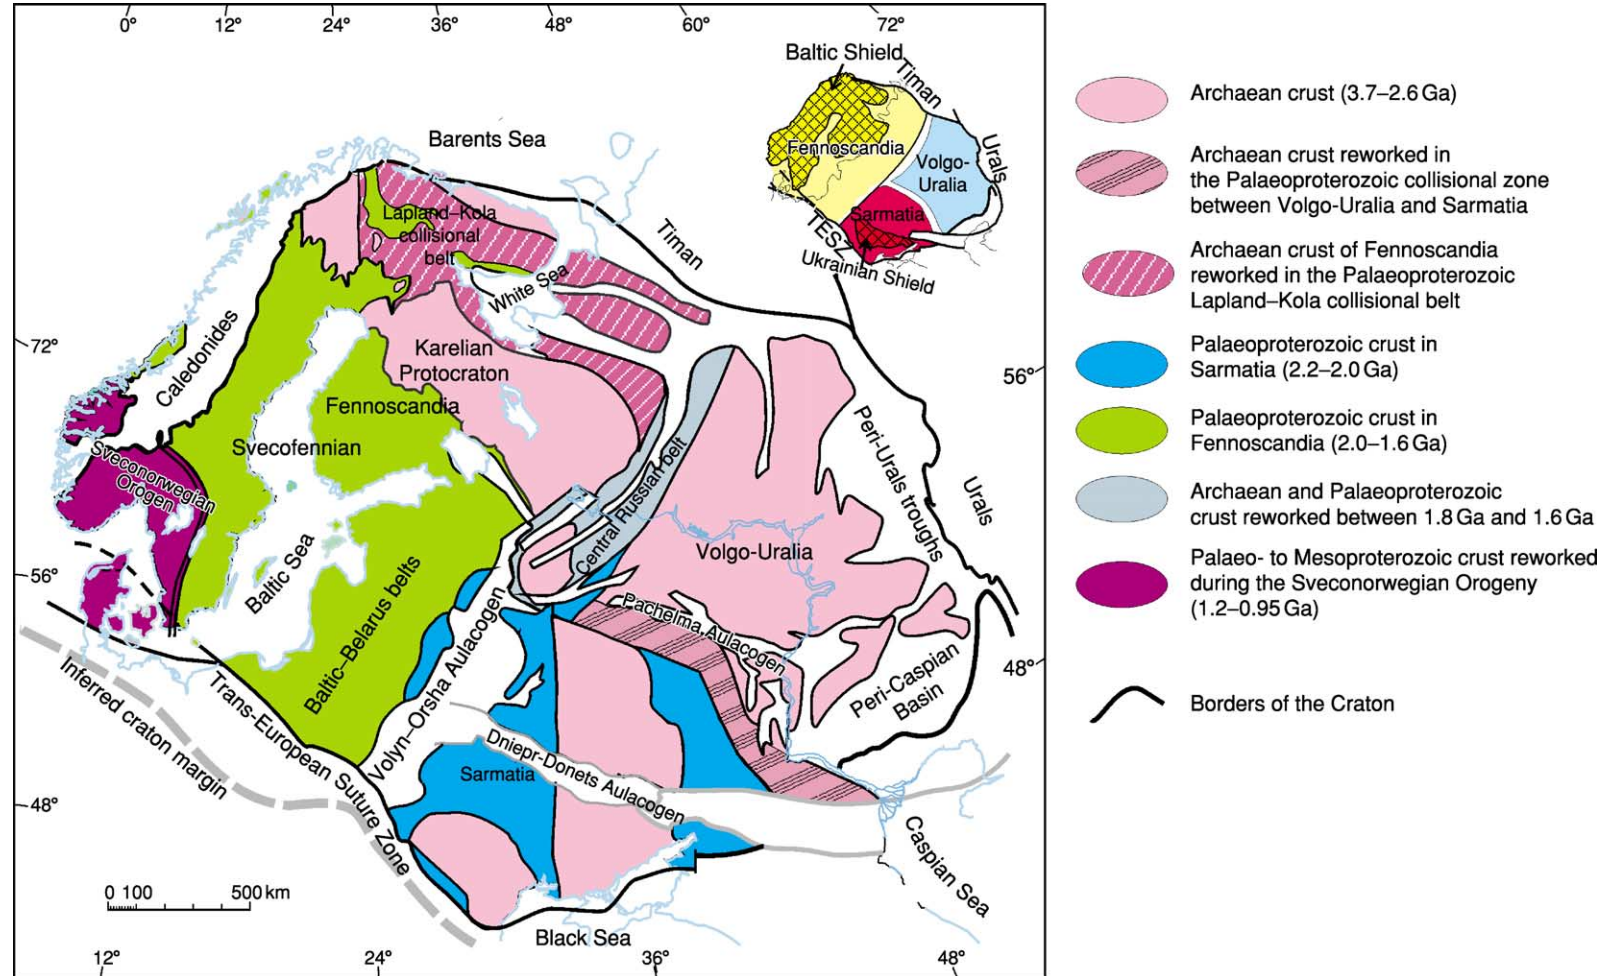 0°
12°
24°
36°
48°
60°
72°
Baltic Shield
Timan
Urals
Fennoscandia
Volgo-
Uralia
Sarmatia
TESZ
Ukrainian Shield
Barents Sea
Timan
Lapland–Kola
collisional
belt
White Sea
Caledonides
Karelian
Protocraton
Fennoscandia
Svecofennian
Sveconorwegian
Orogen
Baltic Sea
Baltic–Belarus belts
Central Russian belt
Volgo-Uralia
Peri-Urals troughs
Urals
Pachelma Aulacogen
Peri-Caspian
Basin
Volyn–Orsha Aulacogen
Dniepr-Donets Aulacogen
Sarmatia
Trans-European Suture Zone
Inferred craton margin
Caspian Sea
Black Sea
0 100 500 km
72°
56°
48°
56°
48°
12°
24°
36°
48°
Archaean crust (3.7–2.6 Ga)
Archaean crust reworked in
the Palaeoproterozoic collisional zone
between Volgo-Uralia and Sarmatia
Archaean crust of Fennoscandia
reworked in the Palaeoproterozoic
Lapland–Kola collisional belt
Palaeoproterozoic crust in
Sarmatia (2.2–2.0 Ga)
Palaeoproterozoic crust in
Fennoscandia (2.0–1.6 Ga)
Archaean and Palaeoproterozoic
crust reworked between 1.8 Ga and 1.6 Ga
Palaeo- to Mesoproterozoic crust reworked
during the Sveconorwegian Orogeny
(1.2–0.95 Ga)
Borders of the Craton